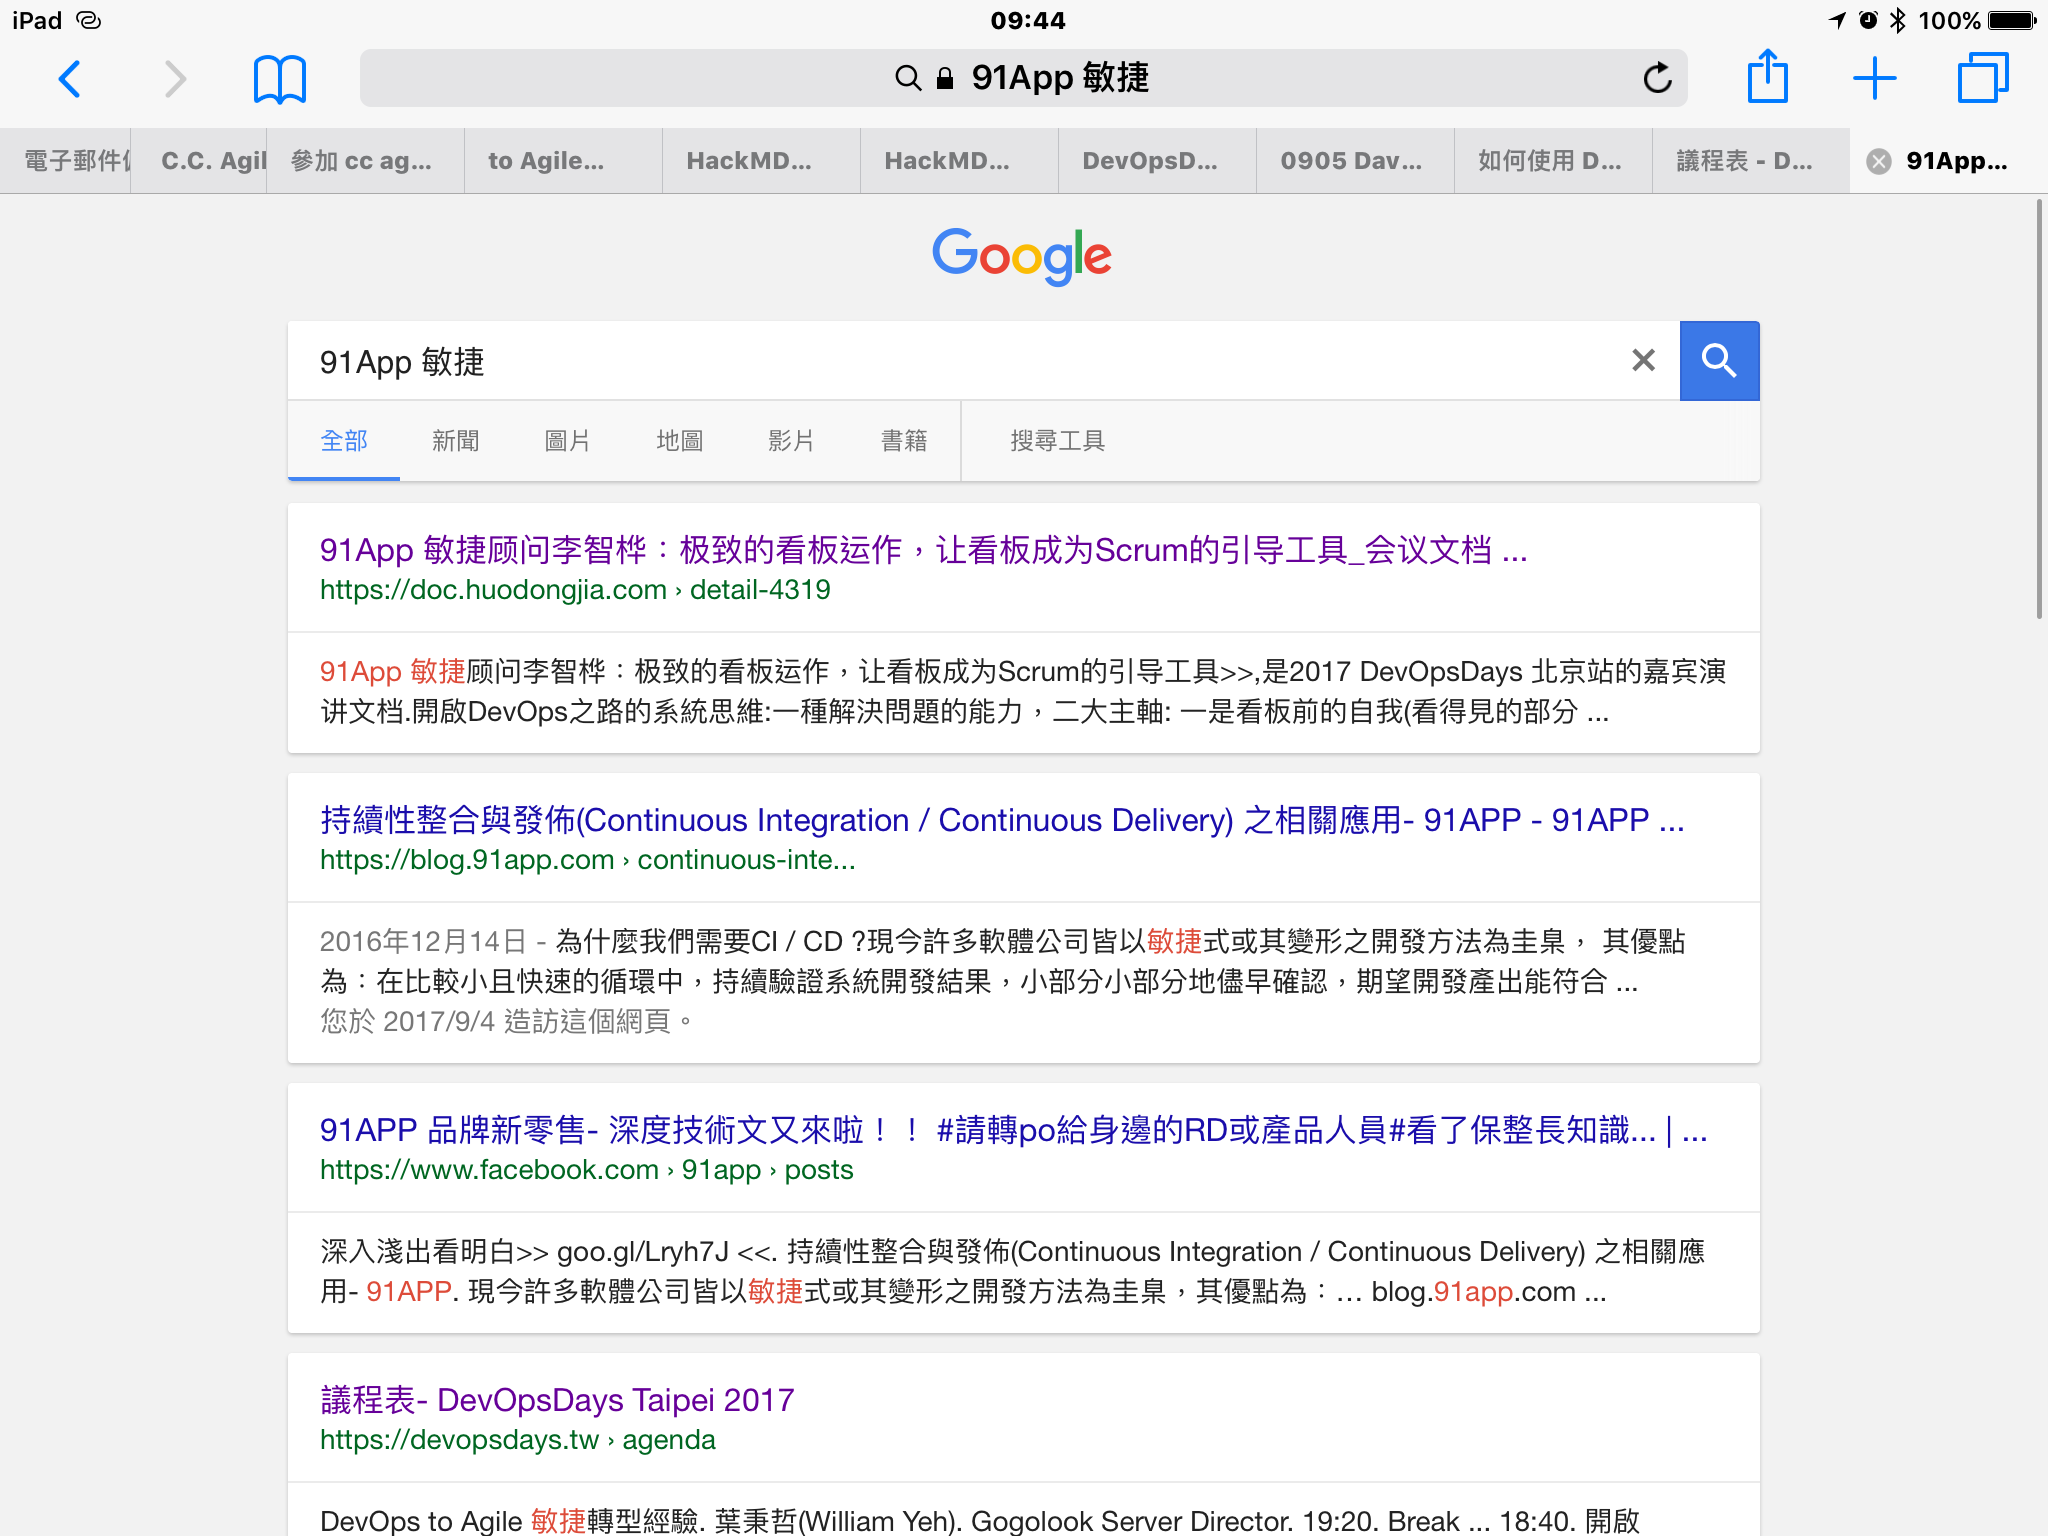 iPad 09:44 100%
91App 敏捷
電子郵件 C.C. Agil 參加 cc ag... to Agile... HackMD... HackMD... DevOpsD... 0905 Dav... 如何使用 D... 議程表 - D... 91App...
Google
91App 敏捷
全部 新聞 圖片 地圖 影片 書籍 搜尋工具
91App 敏捷顾问李智桦：极致的看板运作，让看板成为Scrum的引导工具_会议文档 ...
https://doc.huodongjia.com › detail-4319
91App 敏捷顾问李智桦：极致的看板运作，让看板成为Scrum的引导工具>>,是2017 DevOpsDays 北京站的嘉宾演
讲文档.開啟DevOps之路的系統思維:一種解決問題的能力，二大主軸: 一是看板前的自我(看得見的部分 ...
持續性整合與發佈(Continuous Integration / Continuous Delivery) 之相關應用- 91APP - 91APP ...
https://blog.91app.com › continuous-inte...
2016年12月14日 - 為什麼我們需要CI / CD ?現今許多軟體公司皆以敏捷式或其變形之開發方法為圭臬， 其優點
為：在比較小且快速的循環中，持續驗證系統開發結果，小部分小部分地儘早確認，期望開發產出能符合 ...
您於 2017/9/4 造訪這個網頁。
91APP 品牌新零售- 深度技術文又來啦！！ #請轉po給身邊的RD或產品人員#看了保整長知識... | ...
https://www.facebook.com › 91app › posts
深入淺出看明白>> goo.gl/Lryh7J <<. 持續性整合與發佈(Continuous Integration / Continuous Delivery) 之相關應
用- 91APP. 現今許多軟體公司皆以敏捷式或其變形之開發方法為圭臬，其優點為：... blog.91app.com ...
議程表- DevOpsDays Taipei 2017
https://devopsdays.tw › agenda
DevOps to Agile 敏捷轉型經驗. 葉秉哲(William Yeh). Gogolook Server Director. 19:20. Break ... 18:40. 開啟